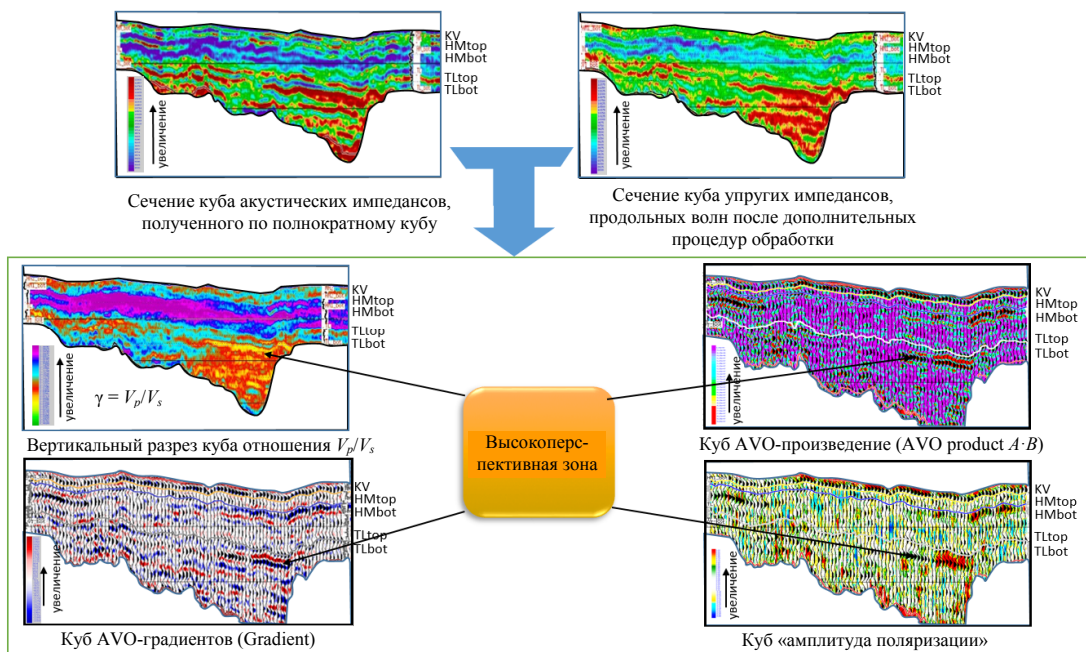 KV
HMtop
HMbot
TLtop
TLbot
увеличение
Сечение куба акустических импедансов,
полученного по полнократному кубу
KV
HMtop
HMbot
TLtop
TLbot
увеличение
Сечение куба упругих импедансов,
продольных волн после дополнительных
процедур обработки
KV
HMtop
HMbot
TLtop
TLbot
увеличение
γ = Vp/Vs
Вертикальный разрез куба отношения Vp/Vs
KV
HMtop
HMbot
TLtop
TLbot
увеличение
Куб AVO-произведение (AVO product A·B)
Высокоперс-
пективная зона
KV
HMtop
HMbot
TLtop
TLbot
увеличение
Куб AVO-градиентов (Gradient)
KV
HMtop
HMbot
TLtop
TLbot
увеличение
Куб «амплитуда поляризации»